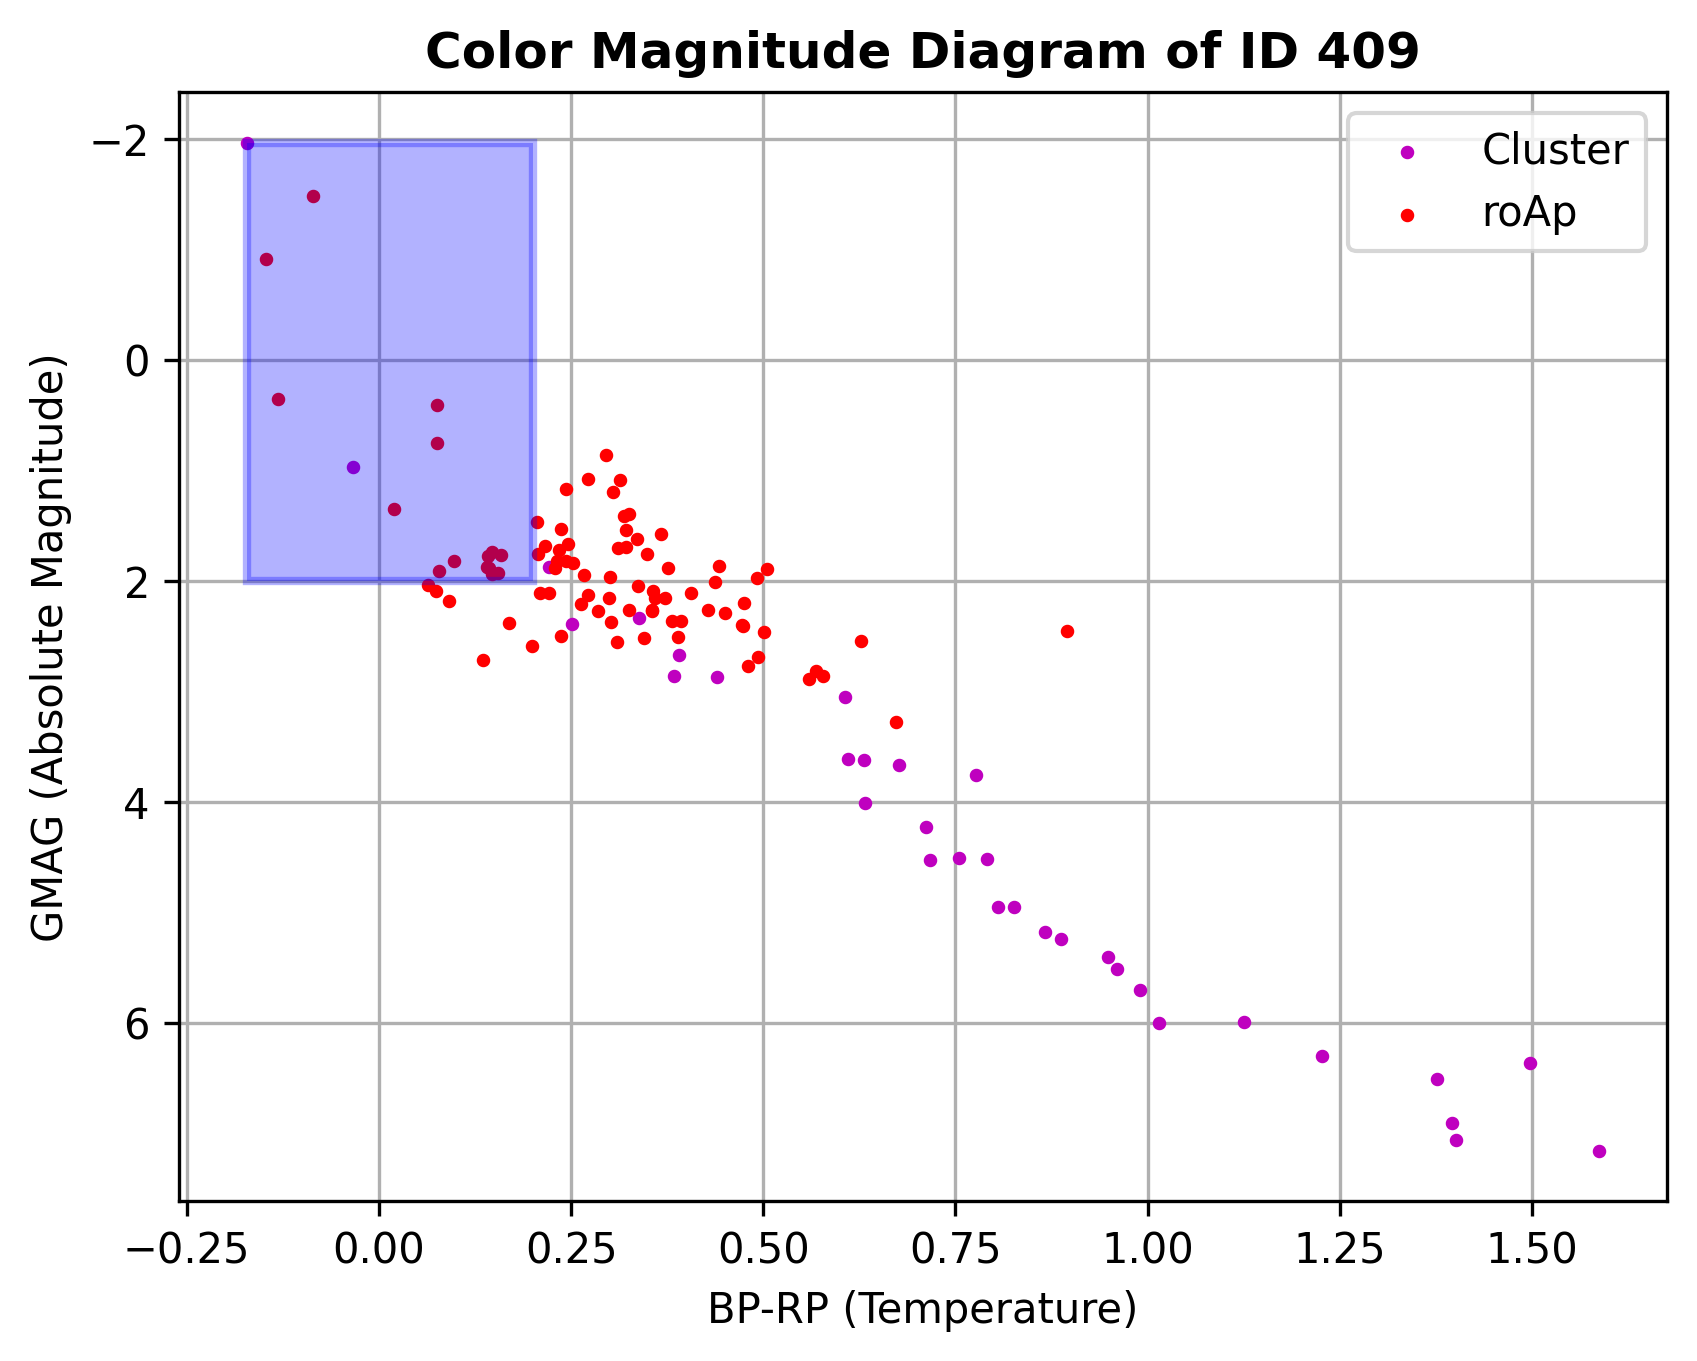 Color Magnitude Diagram of ID 409
Cluster
roAp
GMAG (Absolute Magnitude)
−2
0
2
4
6
−0.25 0.00 0.25 0.50 0.75 1.00 1.25 1.50
BP-RP (Temperature)